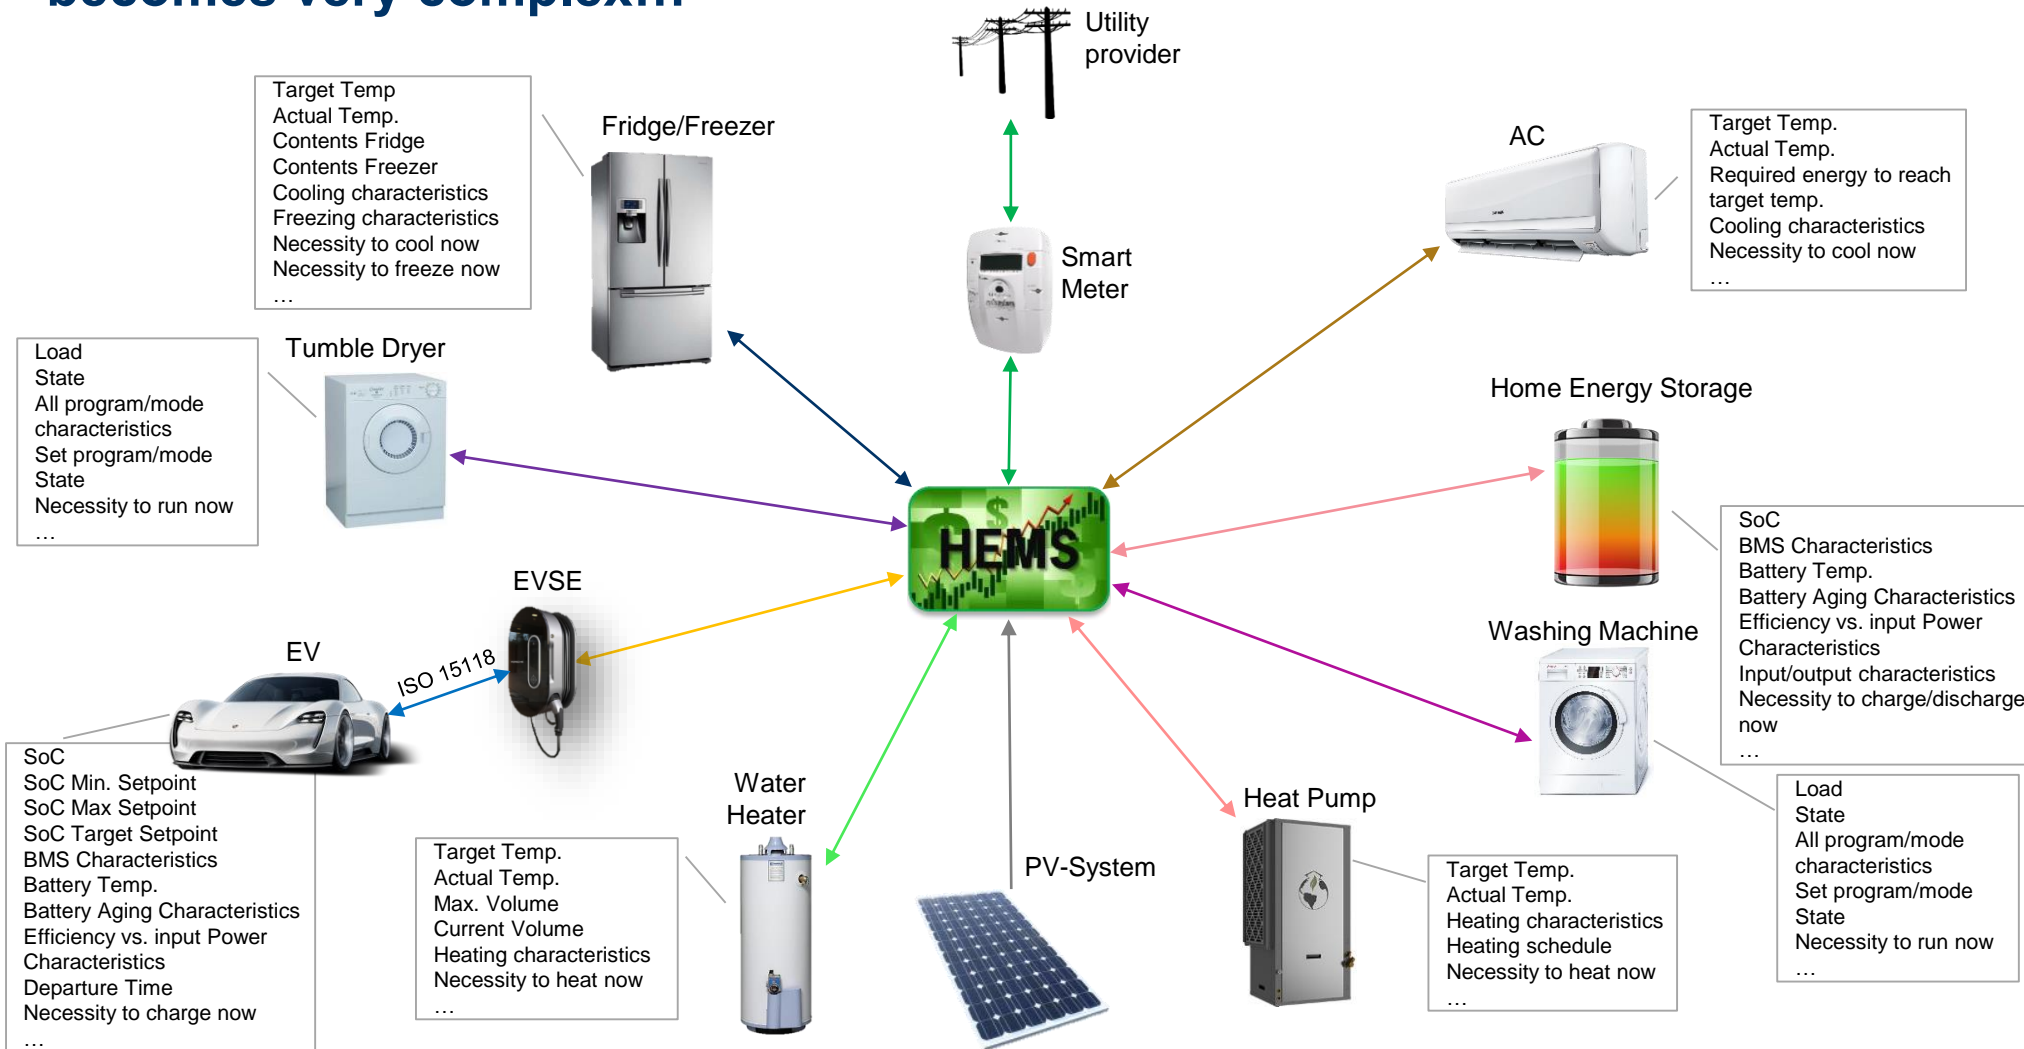 becomes very complex...
Utility
provider
Target Temp
Actual Temp.
Contents Fridge
Contents Freezer
Cooling characteristics
Freezing characteristics
Necessity to cool now
Necessity to freeze now
…
Fridge/Freezer
AC
Target Temp.
Actual Temp.
Required energy to reach
target temp.
Cooling characteristics
Necessity to cool now
…
Smart
Meter
Load
State
All program/mode
characteristics
Set program/mode
State
Necessity to run now
…
Tumble Dryer
Home Energy Storage
HEMS
SoC
BMS Characteristics
Battery Temp.
Battery Aging Characteristics
Efficiency vs. input Power
Characteristics
Input/output characteristics
Necessity to charge/discharge
now
…
EVSE
EV
ISO 15118
Washing Machine
SoC
SoC Min. Setpoint
SoC Max Setpoint
SoC Target Setpoint
BMS Characteristics
Battery Temp.
Battery Aging Characteristics
Efficiency vs. input Power
Characteristics
Departure Time
Necessity to charge now
…
Water
Heater
Target Temp.
Actual Temp.
Max. Volume
Current Volume
Heating characteristics
Necessity to heat now
…
PV-System
Heat Pump
Target Temp.
Actual Temp.
Heating characteristics
Heating schedule
Necessity to heat now
…
Load
State
All program/mode
characteristics
Set program/mode
State
Necessity to run now
…